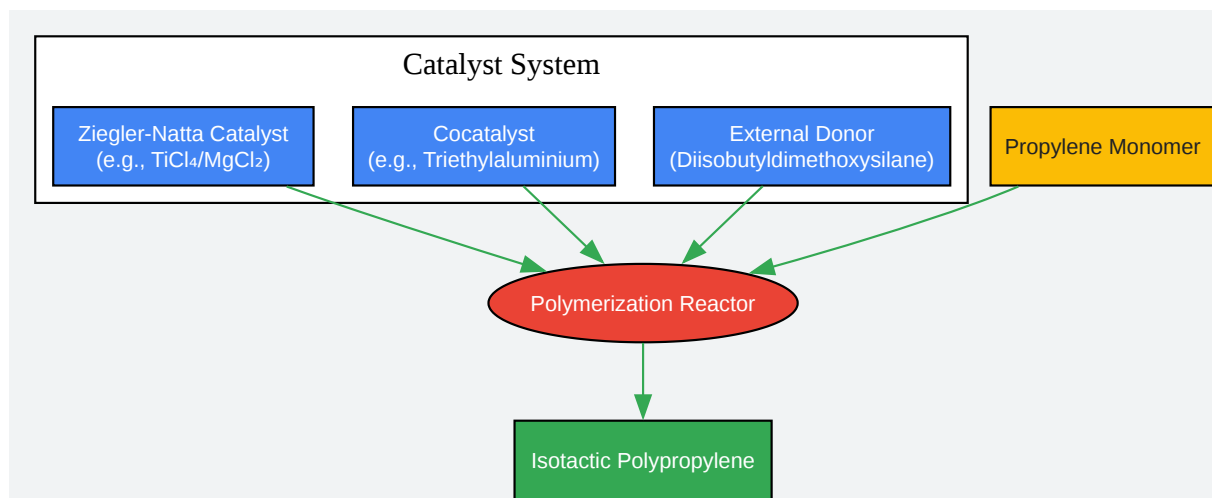 Catalyst System
Ziegler-Natta Catalyst
(e.g., TiCl₄/MgCl₂)
Cocatalyst
(e.g., Triethylaluminium)
External Donor
(Diisobutyldimethoxysilane)
Propylene Monomer
Polymerization Reactor
Isotactic Polypropylene